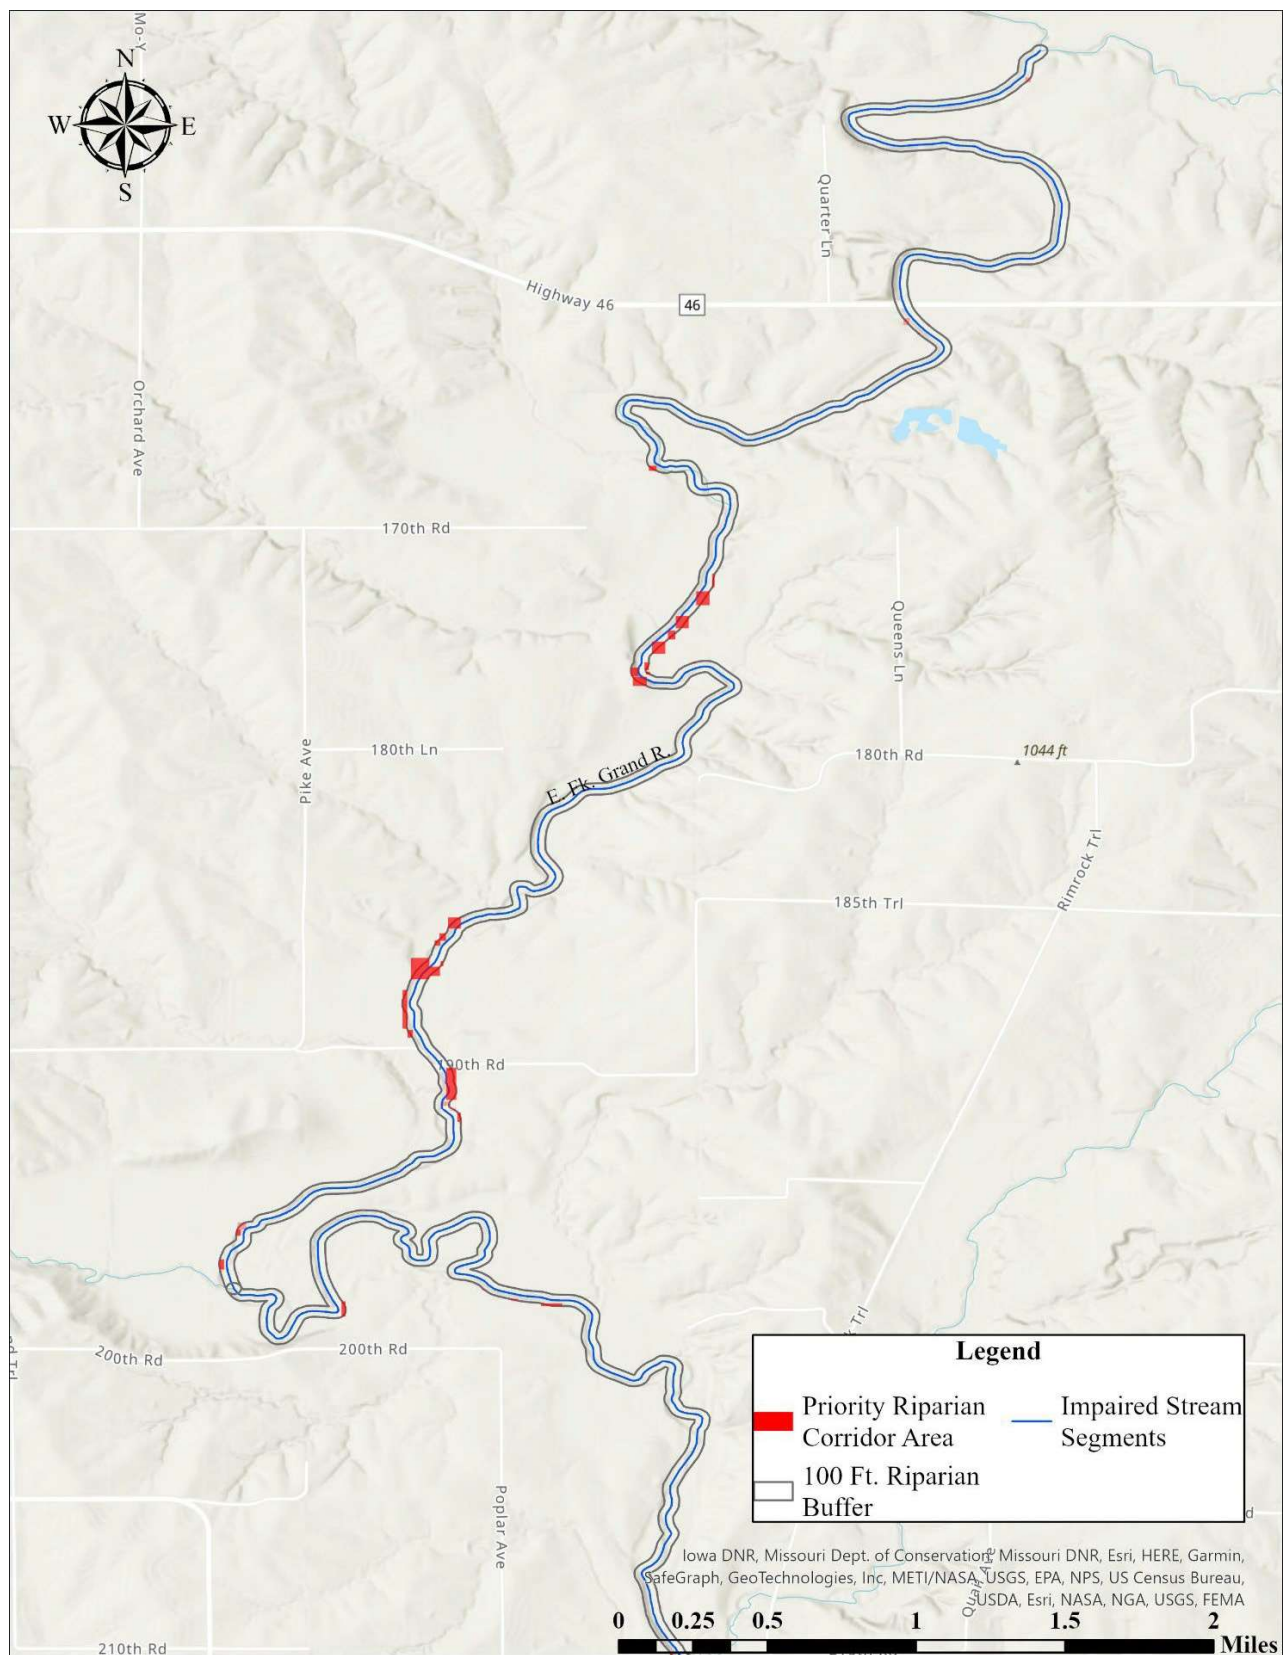 Mo-Y
N
W
E
S
Quarter Ln
Highway 46
46
Orchard Ave
170th Rd
Queens Ln
Pike Ave
180th Ln
E. Fk. Grand R.
180th Rd
1044 ft
Rimrock Trl
185th Trl
190th Rd
200th Rd
200th Rd
Trl
Poplar Ave
Legend
Priority Riparian
Corridor Area
Impaired Stream
Segments
100 Ft. Riparian
Buffer
Iowa DNR, Missouri Dept. of Conservation, Missouri DNR, Esri, HERE, Garmin,
SafeGraph, GeoTechnologies, Inc, METI/NASA, USGS, EPA, NPS, US Census Bureau,
USDA, Esri, NASA, NGA, USGS, FEMA
Quail Ave
0 0.25 0.5 1 1.5 2
Miles
210th Rd